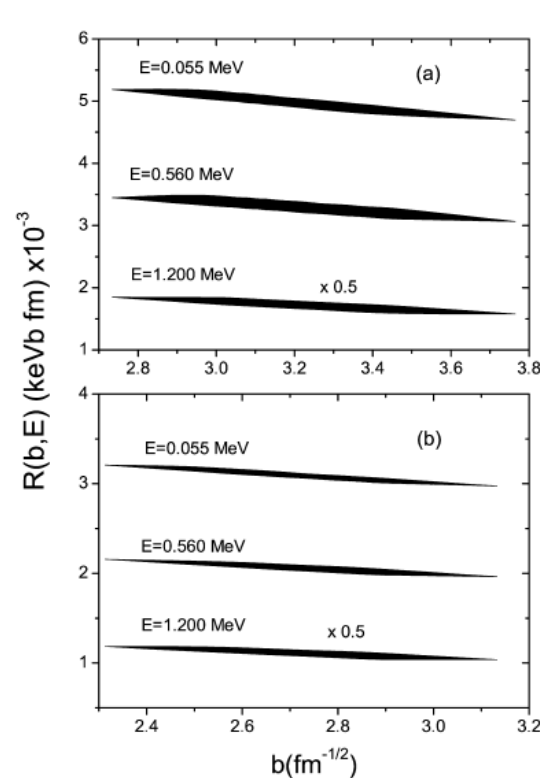 6
E=0.055 MeV
(a)
5
4
E=0.560 MeV
3
E=1.200 MeV
x 0.5
2
1
2.8 3.0 3.2 3.4 3.6 3.8
R(b,E) (keVb fm) x10⁻³
4
(b)
E=0.055 MeV
3
E=0.560 MeV
2
E=1.200 MeV
x 0.5
1
2.4 2.6 2.8 3.0 3.2
b(fm⁻¹ᐟ²)